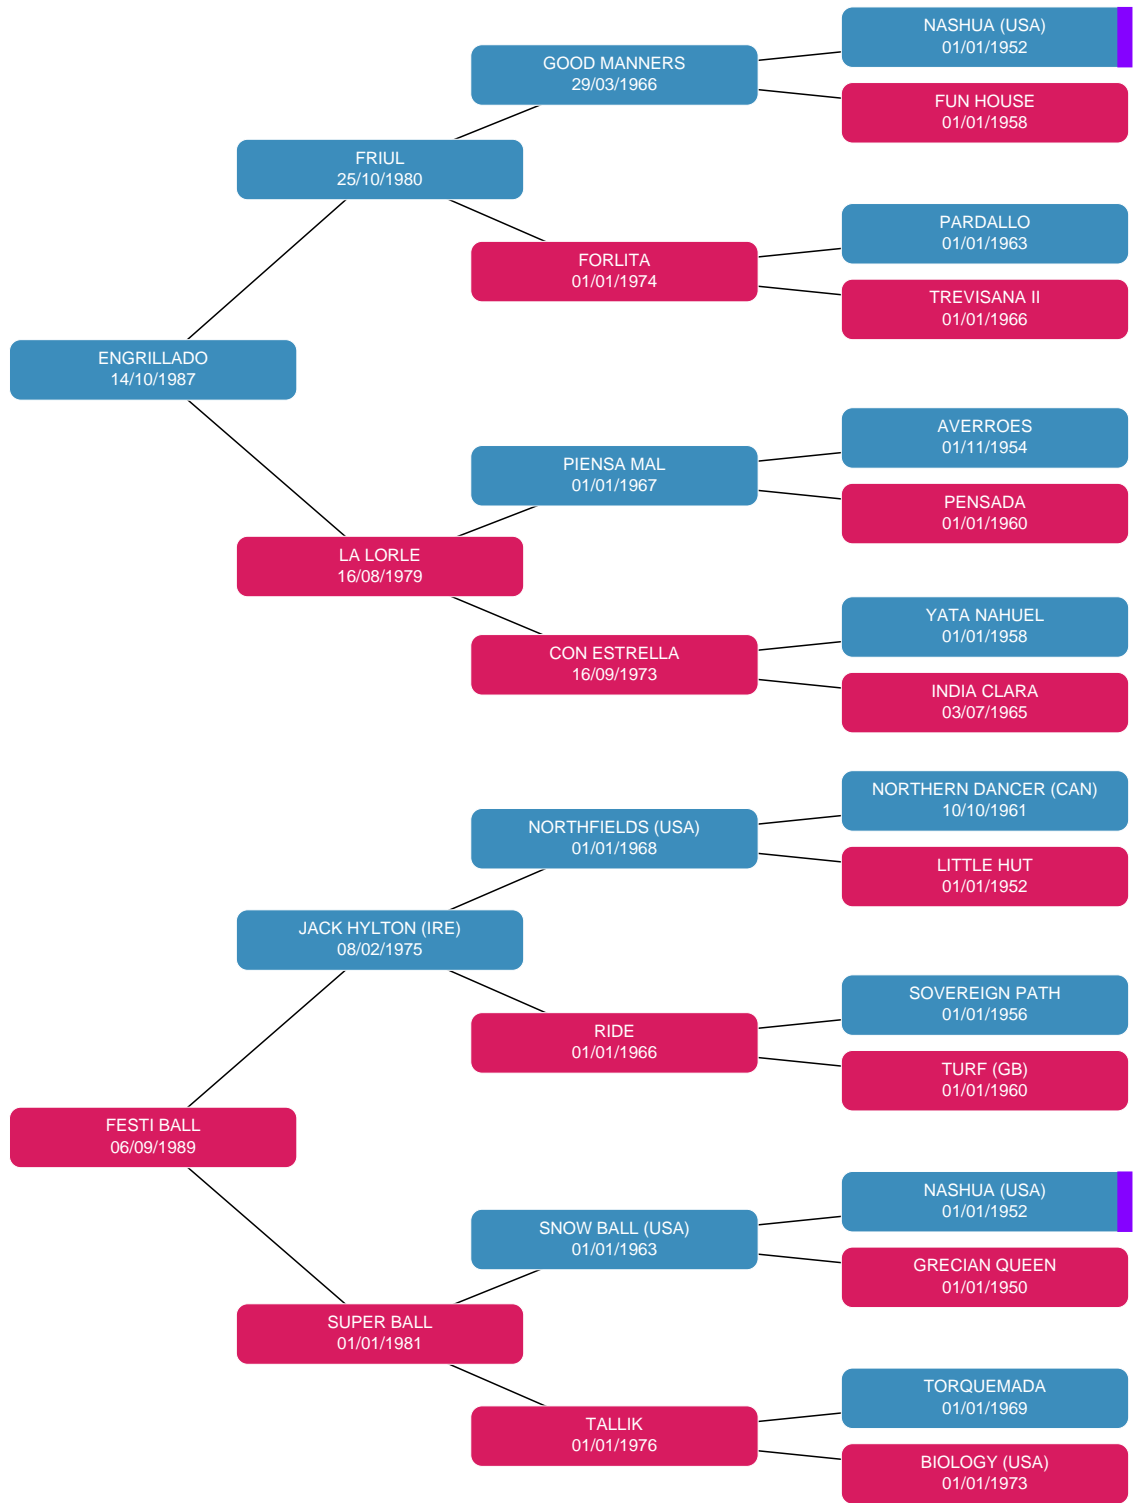 NASHUA (USA)
01/01/1952
GOOD MANNERS
29/03/1966
FUN HOUSE
01/01/1958
FRIUL
25/10/1980
PARDALLO
01/01/1963
FORLITA
01/01/1974
TREVISANA II
01/01/1966
ENGRILLADO
14/10/1987
AVERROES
01/11/1954
PIENSA MAL
01/01/1967
PENSADA
01/01/1960
LA LORLE
16/08/1979
YATA NAHUEL
01/01/1958
CON ESTRELLA
16/09/1973
INDIA CLARA
03/07/1965
NORTHERN DANCER (CAN)
10/10/1961
NORTHFIELDS (USA)
01/01/1968
LITTLE HUT
01/01/1952
JACK HYLTON (IRE)
08/02/1975
SOVEREIGN PATH
01/01/1956
RIDE
01/01/1966
TURF (GB)
01/01/1960
FESTI BALL
06/09/1989
NASHUA (USA)
01/01/1952
SNOW BALL (USA)
01/01/1963
GRECIAN QUEEN
01/01/1950
SUPER BALL
01/01/1981
TORQUEMADA
01/01/1969
TALLIK
01/01/1976
BIOLOGY (USA)
01/01/1973